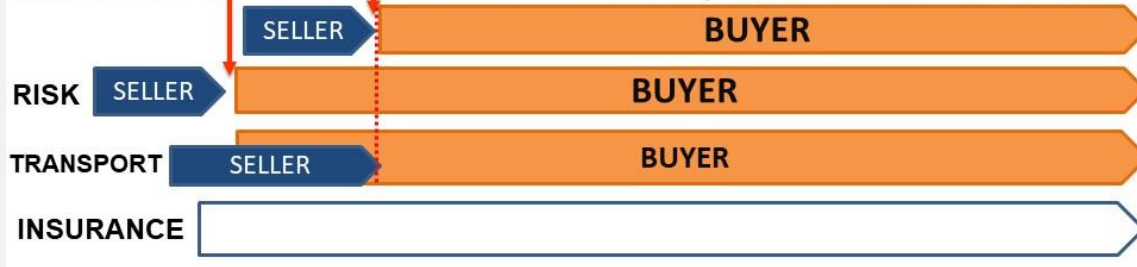 SELLER BUYER
RISK SELLER BUYER
TRANSPORT SELLER BUYER
INSURANCE